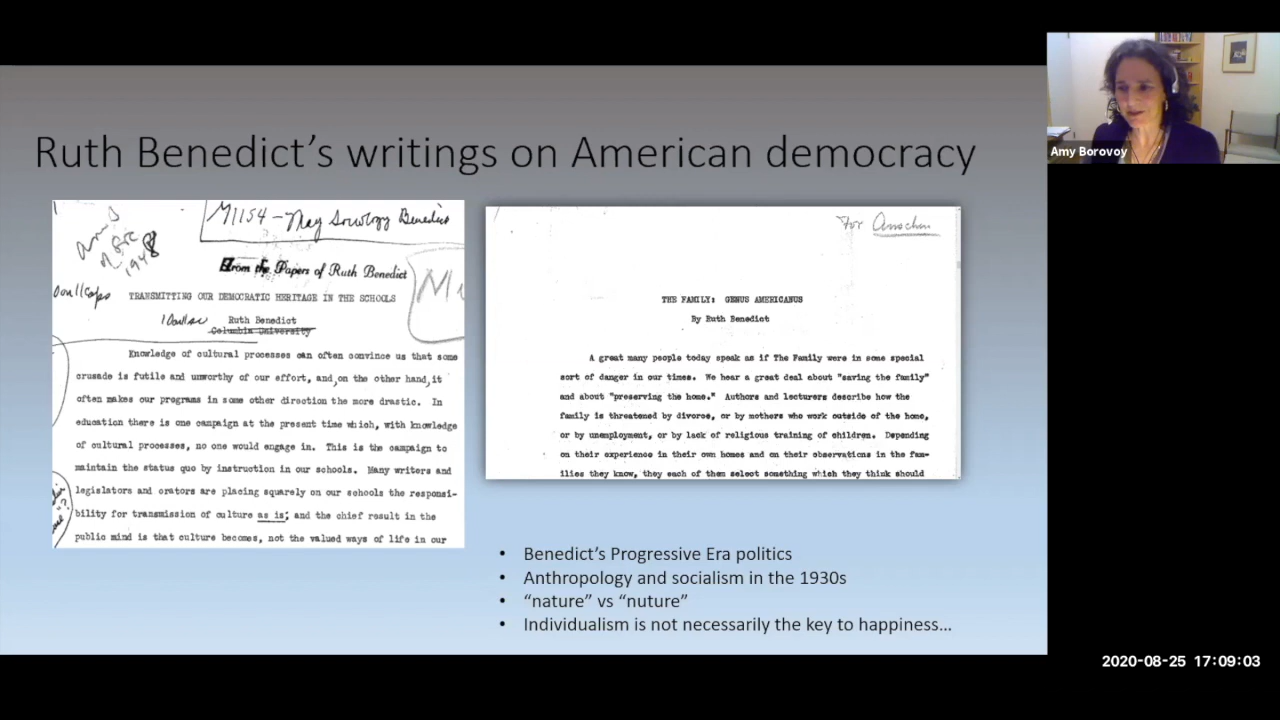 Ruth Benedict's writings on American democracy
Amy Borovoy
M1154 – May Sociology Benedict
1948
From the Papers of Ruth Benedict
TRANSMITTING OUR DEMOCRATIC HERITAGE IN THE SCHOOLS
Ruth Benedict
Columbia University
Knowledge of cultural processes can often convince us that some
crusade is futile and unworthy of our effort, and, on the other hand, it
often makes our programs in some other direction the more drastic. In
education there is one campaign at the present time which, with knowledge
of cultural processes, no one would engage in. This is the campaign to
maintain the status quo by instruction in our schools. Many writers and
legislators and orators are placing squarely on our schools the responsi-
bility for transmission of culture as is; and the chief result in the
public mind is that culture becomes, not the valued ways of life in our
For
THE FAMILY: GENUS AMERICANUS
By Ruth Benedict
A great many people today speak as if The Family were in some special
sort of danger in our times. We hear a great deal about "saving the family"
and about "preserving the home." Authors and lecturers describe how the
family is threatened by divorce, or by mothers who work outside of the home,
or by unemployment, or by lack of religious training of children. Depending
on their experience in their own homes and on their observations in the fam-
ilies they know, they each of them select something which they think should
• Benedict's Progressive Era politics
• Anthropology and socialism in the 1930s
• "nature" vs "nuture"
• Individualism is not necessarily the key to happiness…
2020-08-25 17:09:03